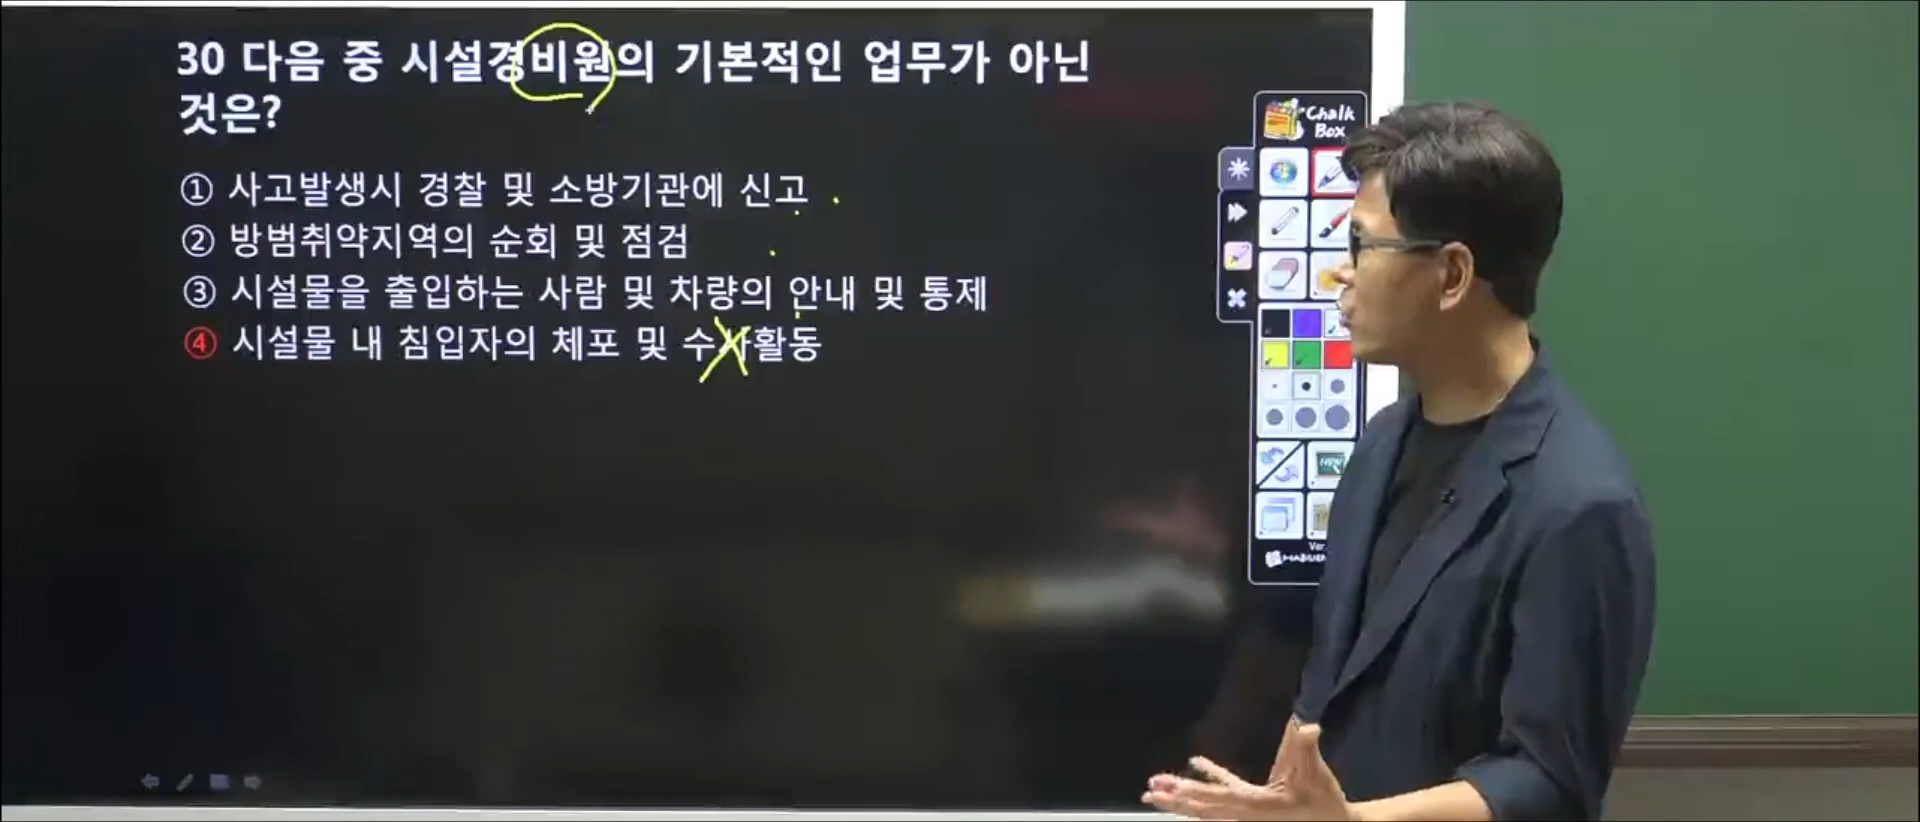 30 다음 중 시설경비원의 기본적인 업무가 아닌
것은?
① 사고발생시 경찰 및 소방기관에 신고
② 방범취약지역의 순회 및 점검
③ 시설물을 출입하는 사람 및 차량의 안내 및 통제
④ 시설물 내 침입자의 체포 및 수사활동
Chalk
Box
NEW